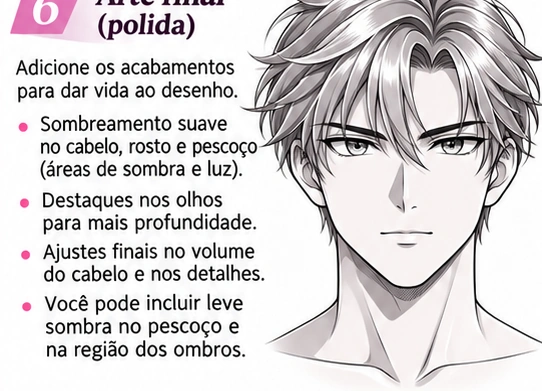 6
Arte final
(polida)
Adicione os acabamentos
para dar vida ao desenho.
• Sombreamento suave
no cabelo, rosto e pescoço
(áreas de sombra e luz).
• Destaques nos olhos
para mais profundidade.
• Ajustes finais no volume
do cabelo e nos detalhes.
• Você pode incluir leve
sombra no pescoço e
na região dos ombros.